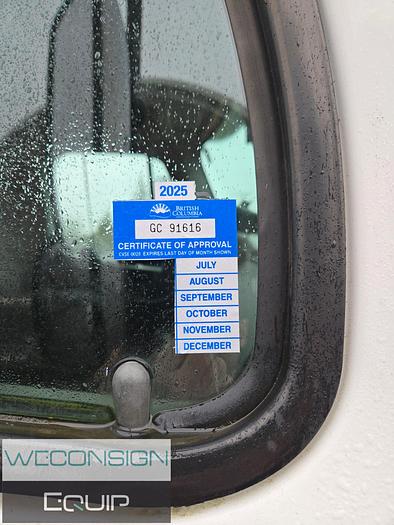 2025
BRITISH
COLUMBIA
GC 91616
CERTIFICATE OF APPROVAL
CVSE 0021 EXPIRES LAST DAY OF MONTH SHOWN
JULY
AUGUST
SEPTEMBER
OCTOBER
NOVEMBER
DECEMBER
WECONSIGN
EQUIP